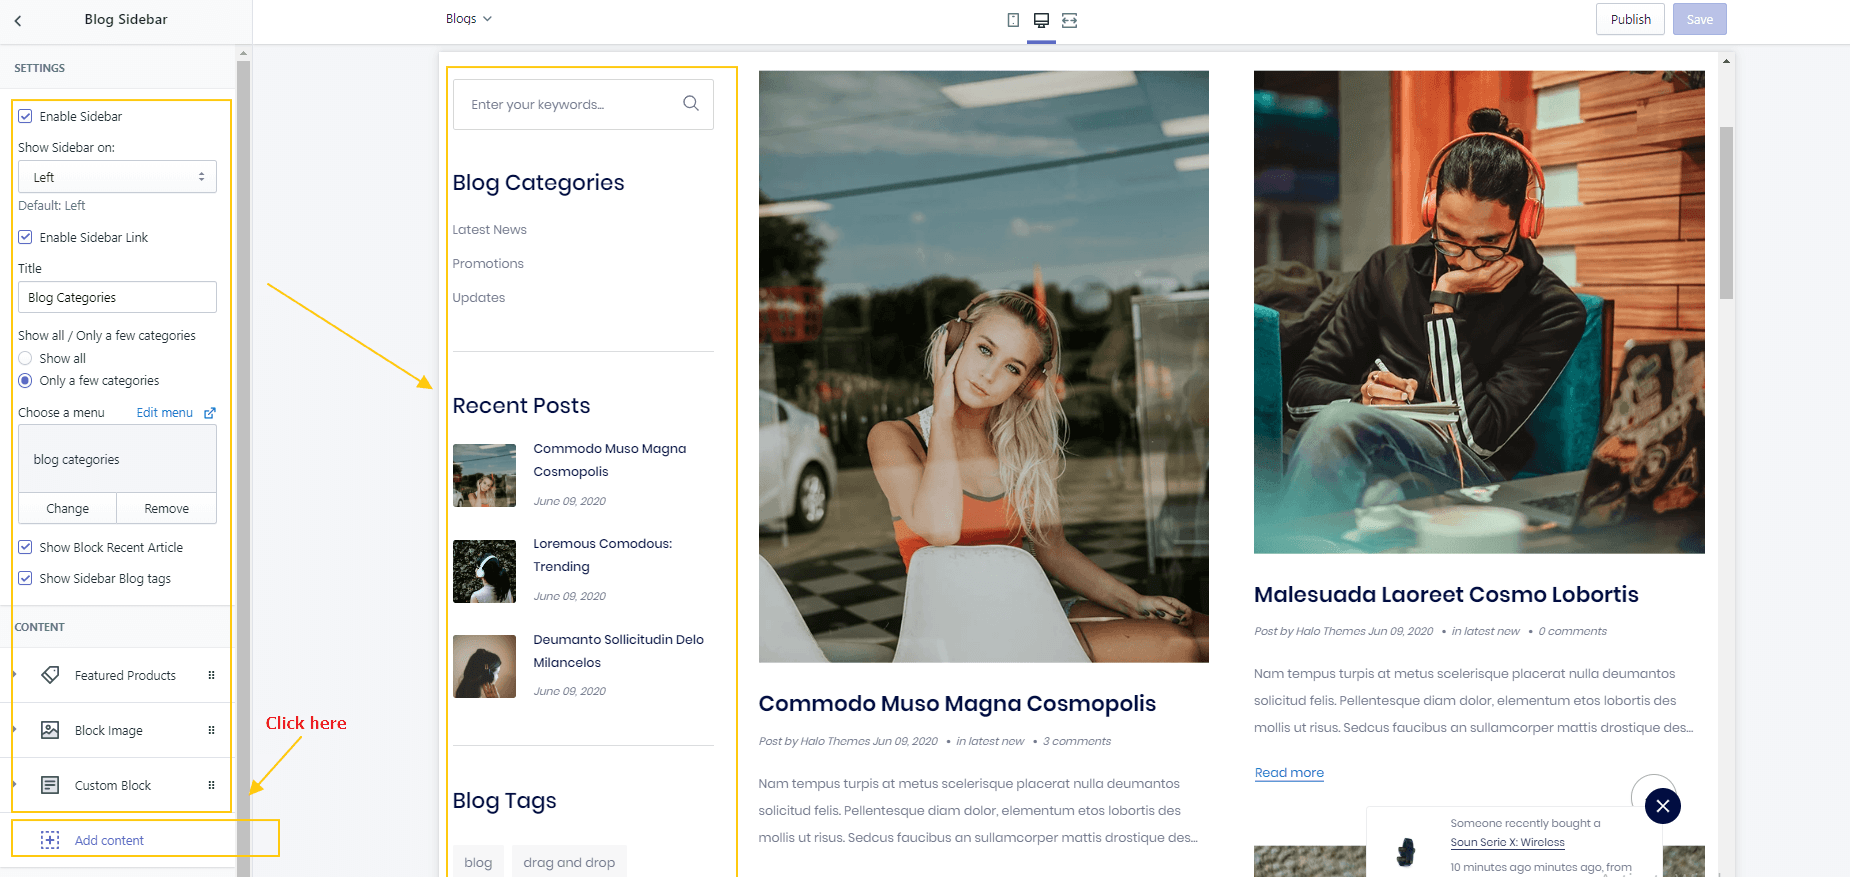 Blog Sidebar
Blogs
Publish
Save
SETTINGS
Enable Sidebar
Show Sidebar on:
Left
Default: Left
Enable Sidebar Link
Title
Blog Categories
Show all / Only a few categories
Show all
Only a few categories
Choose a menu Edit menu
blog categories
Change Remove
Show Block Recent Article
Show Sidebar Blog tags
CONTENT
Featured Products
Block Image
Custom Block
Add content
Click here
Enter your keywords...
Blog Categories
Latest News
Promotions
Updates
Recent Posts
Commodo Muso Magna
Cosmopolis
June 09, 2020
Loremous Comodous:
Trending
June 09, 2020
Deumanto Sollicitudin Delo
Milancelos
June 09, 2020
Blog Tags
blog
drag and drop
Commodo Muso Magna Cosmopolis
Post by Halo Themes Jun 09, 2020 • in latest new • 3 comments
Nam tempus turpis at metus scelerisque placerat nulla deumantos
solicitud felis. Pellentesque diam dolor, elementum etos lobortis des
mollis ut risus. Sedcus faucibus an sullamcorper mattis drostique des...
Malesuada Laoreet Cosmo Lobortis
Post by Halo Themes Jun 09, 2020 • in latest new • 0 comments
Nam tempus turpis at metus scelerisque placerat nulla deumantos
solicitud felis. Pellentesque diam dolor, elementum etos lobortis des
mollis ut risus. Sedcus faucibus an sullamcorper mattis drostique des...
Read more
Someone recently bought a
Soun Serie X: Wireless
10 minutes ago minutes ago, from